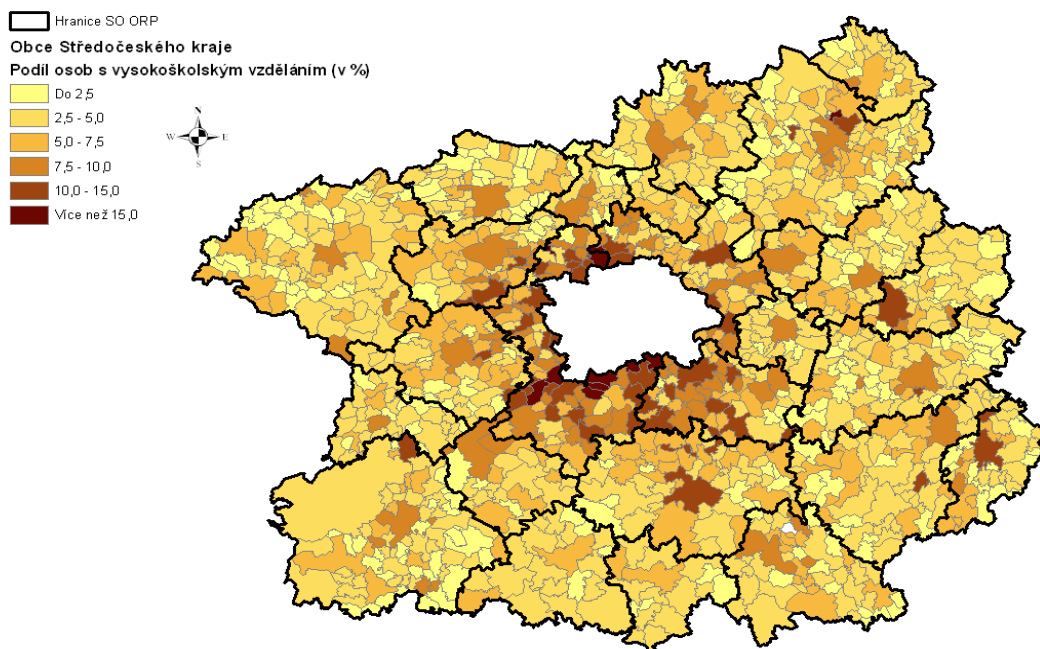 Hranice SO ORP
Obce Středočeského kraje
Podíl osob s vysokoškolským vzděláním (v %)
Do 2,5
2,5 - 5,0
5,0 - 7,5
7,5 - 10,0
10,0 - 15,0
Více než 15,0
N
W E
S